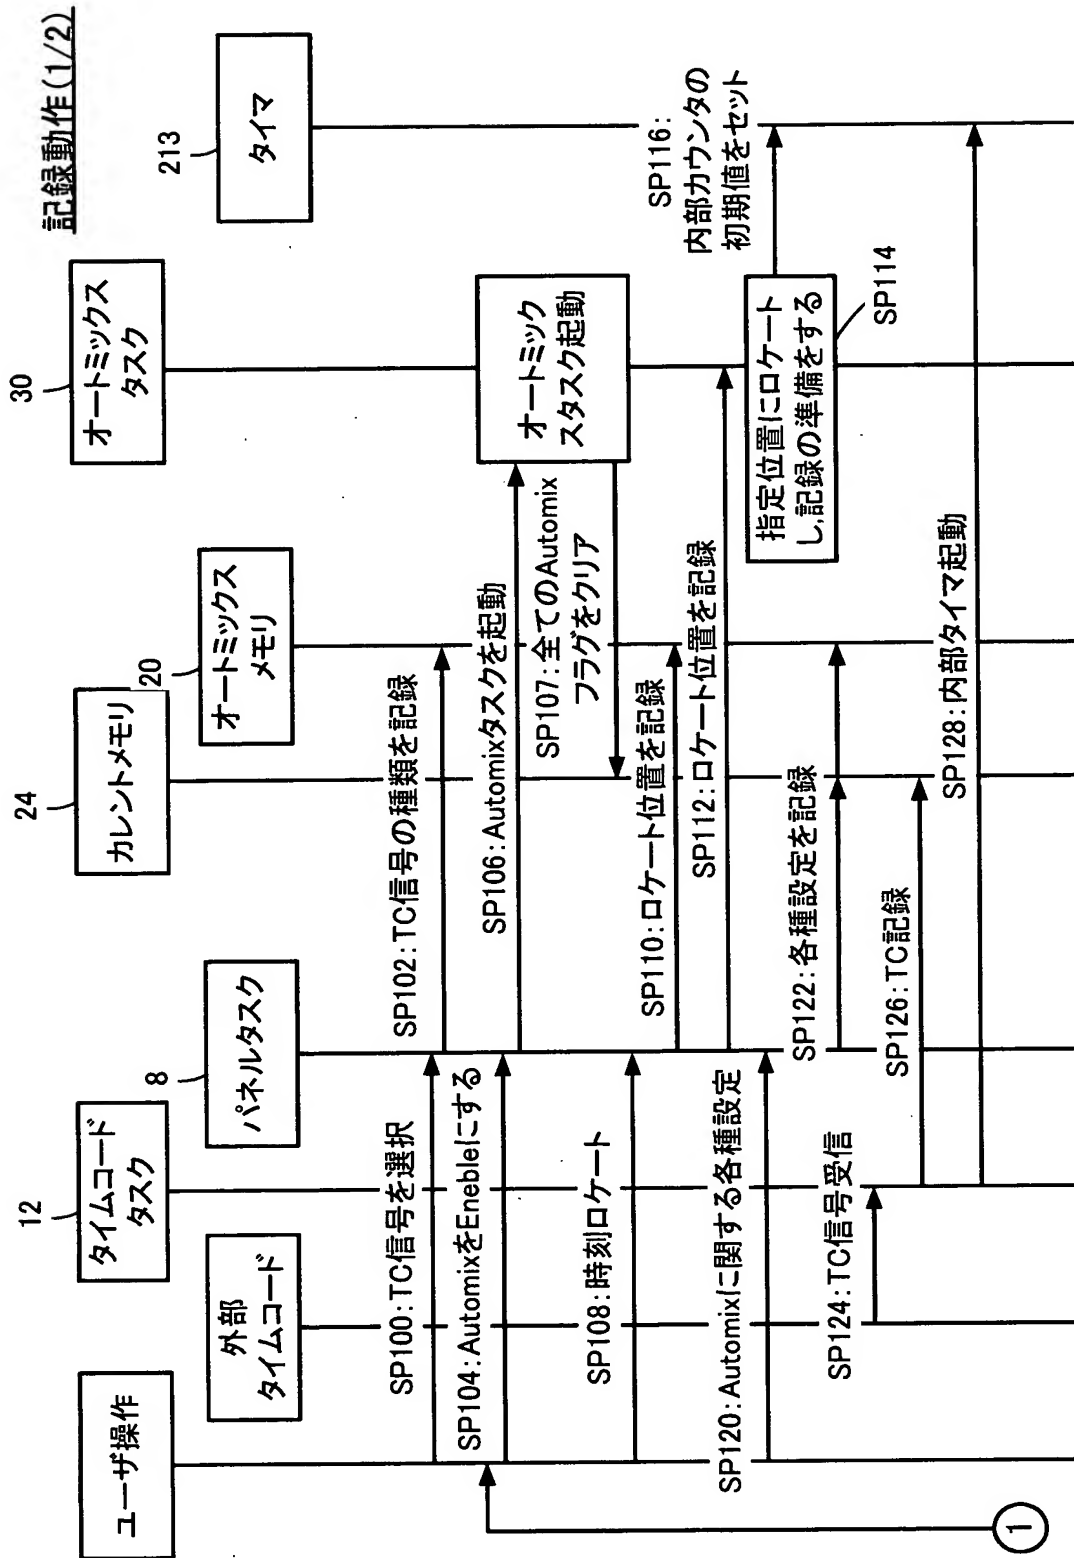 記録動作(1/2)
ユーザ操作
外部
タイムコード
12
タイムコード
タスク
8
パネルタスク
24
カレントメモリ
20
オートミックス
メモリ
30
オートミックス
タスク
213
タイマ
SP100:TC信号を選択
SP102:TC信号の種類を記録
SP104:AutomixをEnebleにする
SP106:Automixタスクを起動
オートミック
スタスク起動
SP107:全てのAutomix
フラグをクリア
SP108:時刻ロケート
SP110:ロケート位置を記録
SP112:ロケート位置を記録
指定位置にロケート
し,記録の準備をする
SP114
SP116:
内部カウンタの
初期値をセット
SP120:Automixに関する各種設定
SP122:各種設定を記録
SP124:TC信号受信
SP126:TC記録
SP128:内部タイマ起動
1